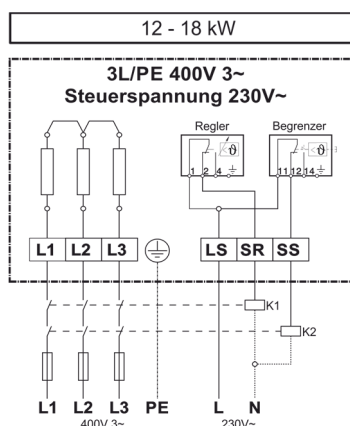 12 - 18 kW
3L/PE 400V 3~
Steuerspannung 230V~
Regler Begrenzer
ϑ ϑ
1 2 4 11 12 14
L1 L2 L3 LS SR SS
K1
K2
L1 L2 L3 PE L N
400V 3~ 230V~